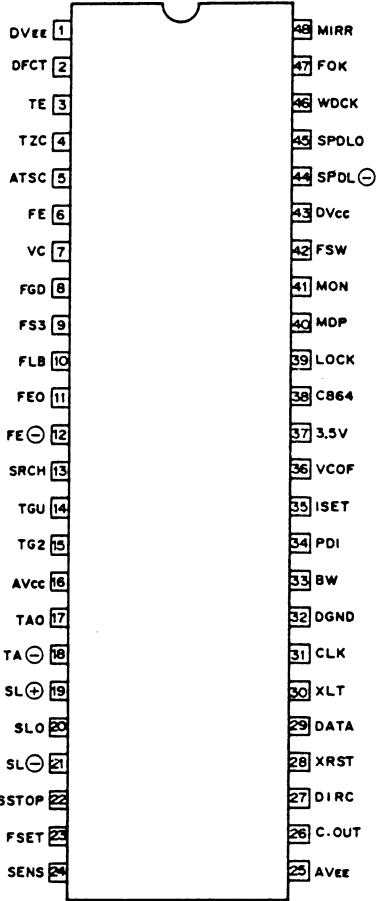 DVEE 1
DFCT 2
TE 3
TZC 4
ATSC 5
FE 6
VC 7
FGD 8
FS3 9
FLB 10
FEO 11
FE⊖ 12
SRCH 13
TGU 14
TG2 15
AVcc 16
TAO 17
TA⊖ 18
SL⊕ 19
SLO 20
SL⊖ 21
SSTOP 22
FSET 23
SENS 24
48 MIRR
47 FOK
46 WDCK
45 SPDLO
44 SPDL⊖
43 DVcc
42 FSW
41 MON
40 MDP
39 LOCK
38 C864
37 3.5V
36 VCOF
35 ISET
34 PDI
33 BW
32 DGND
31 CLK
30 XLT
29 DATA
28 XRST
27 DIRC
26 C.OUT
25 AVEE